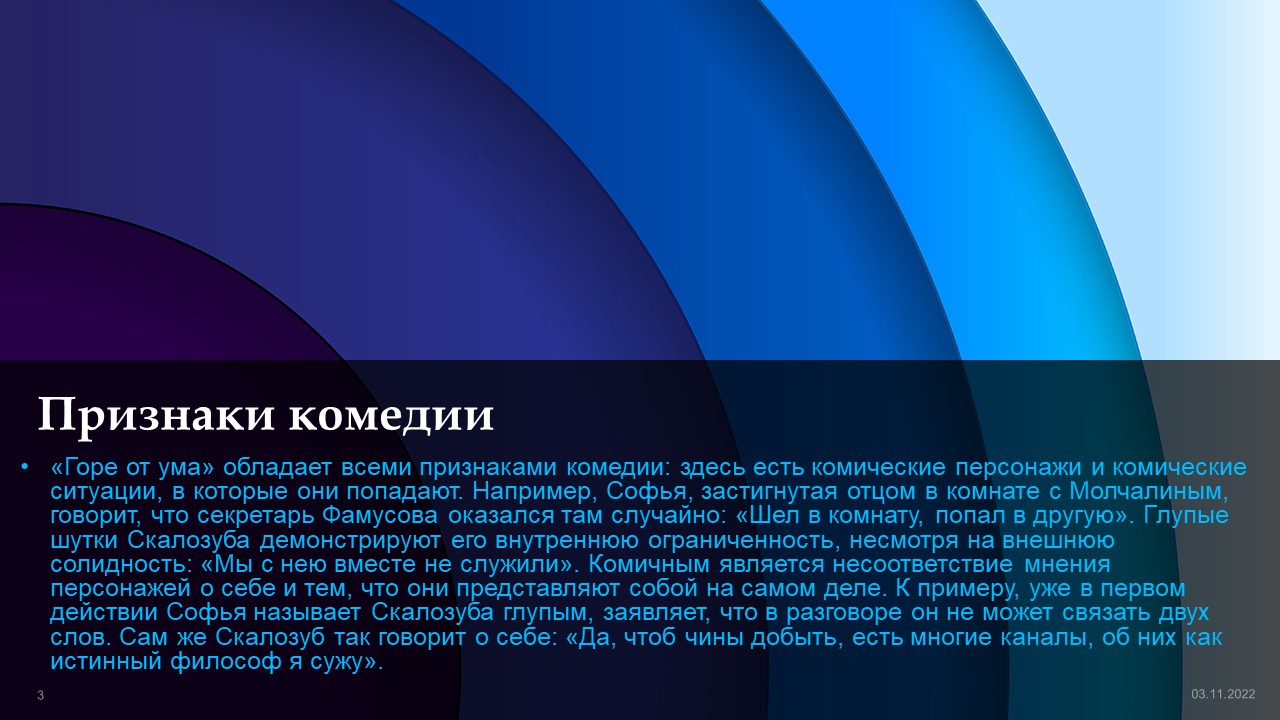 Признаки комедии
• «Горе от ума» обладает всеми признаками комедии: здесь есть комические персонажи и комические
ситуации, в которые они попадают. Например, Софья, застигнутая отцом в комнате с Молчалиным,
говорит, что секретарь Фамусова оказался там случайно: «Шел в комнату, попал в другую». Глупые
шутки Скалозуба демонстрируют его внутреннюю ограниченность, несмотря на внешнюю
солидность: «Мы с нею вместе не служили». Комичным является несоответствие мнения
персонажей о себе и тем, что они представляют собой на самом деле. К примеру, уже в первом
действии Софья называет Скалозуба глупым, заявляет, что в разговоре он не может связать двух
слов. Сам же Скалозуб так говорит о себе: «Да, чтоб чины добыть, есть многие каналы, об них как
истинный философ я сужу».
3
03.11.2022